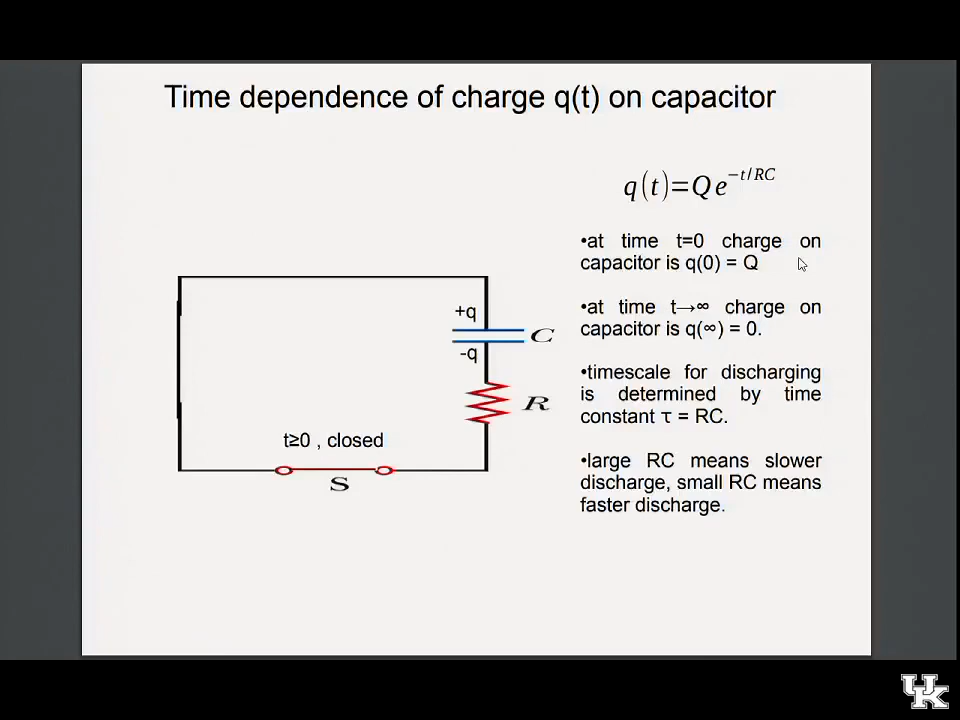 Time dependence of charge q(t) on capacitor
q(t)=Qe^{-t/RC}
•at time t=0 charge on
capacitor is q(0) = Q
•at time t→∞ charge on
capacitor is q(∞) = 0.
•timescale for discharging
is determined by time
constant τ = RC.
•large RC means slower
discharge, small RC means
faster discharge.
+q
C
-q
R
t≥0 , closed
S
UK